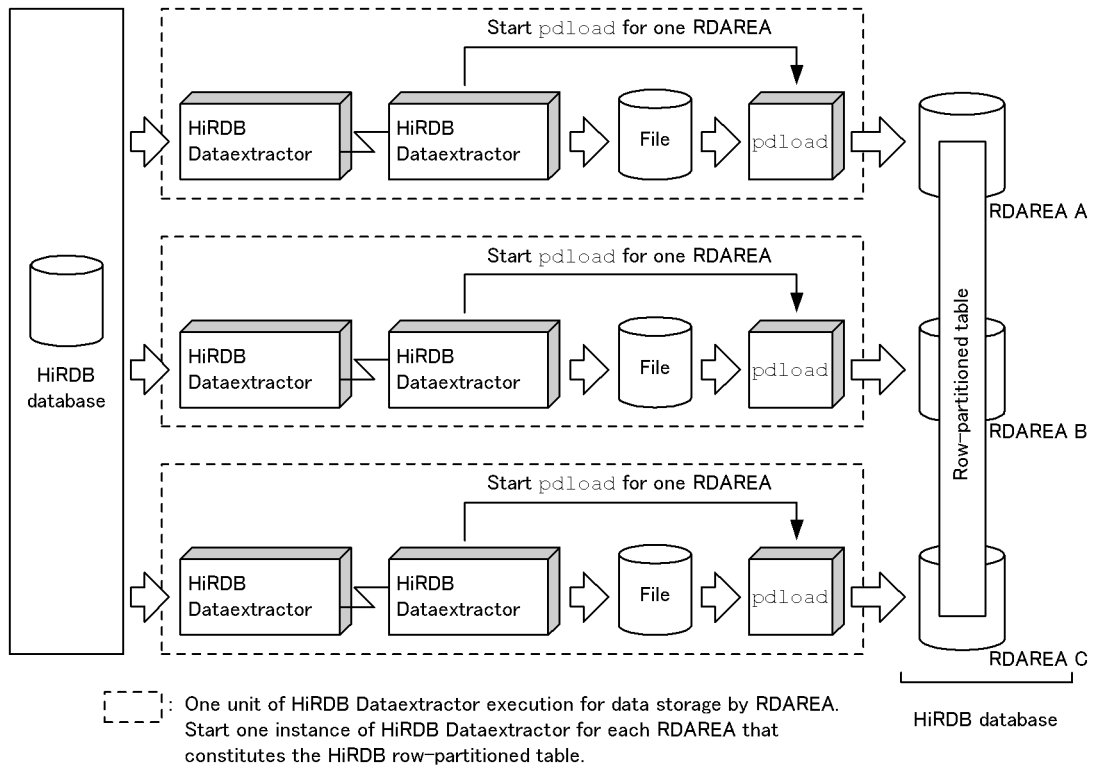 Start pdload for one RDAREA
HiRDB
Dataextractor
HiRDB
Dataextractor
File
pdload
RDAREA A
Start pdload for one RDAREA
HiRDB
Dataextractor
HiRDB
Dataextractor
File
pdload
RDAREA B
HiRDB
database
Row-partitioned table
Start pdload for one RDAREA
HiRDB
Dataextractor
HiRDB
Dataextractor
File
pdload
RDAREA C
HiRDB database
: One unit of HiRDB Dataextractor execution for data storage by RDAREA.
Start one instance of HiRDB Dataextractor for each RDAREA that
constitutes the HiRDB row-partitioned table.